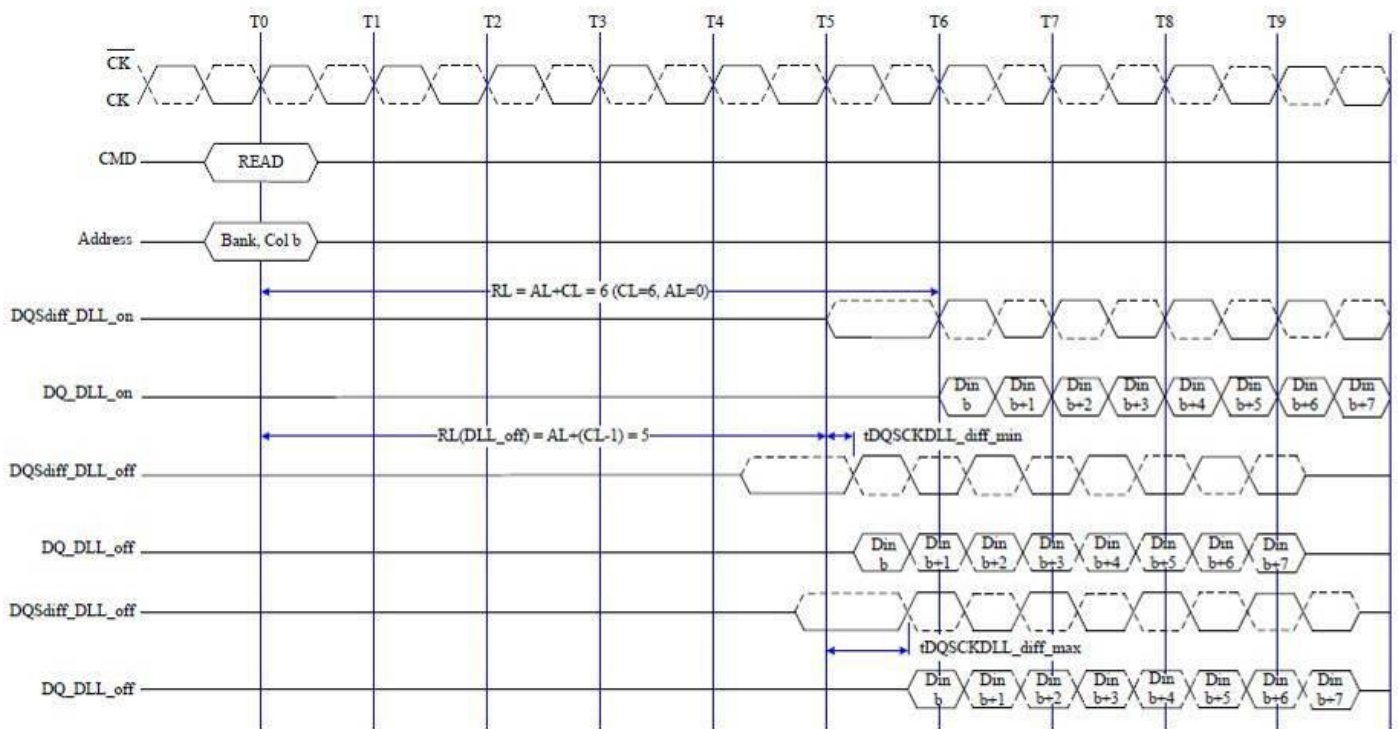 T0 T1 T2 T3 T4 T5 T6 T7 T8 T9
CK
CK
CMD READ
Address Bank, Col b
RL = AL+CL = 6 (CL=6, AL=0)
DQSdiff_DLL_on
DQ_DLL_on Din b Din b+1 Din b+2 Din b+3 Din b+4 Din b+5 Din b+6 Din b+7
RL(DLL_off) = AL+(CL-1) = 5 tDQSCKDLL_diff_min
DQSdiff_DLL_off
DQ_DLL_off Din b Din b+1 Din b+2 Din b+3 Din b+4 Din b+5 Din b+6 Din b+7
DQSdiff_DLL_off
tDQSCKDLL_diff_max
DQ_DLL_off Din b Din b+1 Din b+2 Din b+3 Din b+4 Din b+5 Din b+6 Din b+7